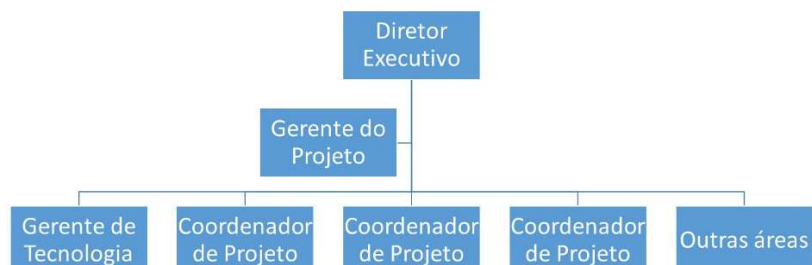 Diretor
Executivo
Gerente do
Projeto
Gerente de
Tecnologia
Coordenador
de Projeto
Coordenador
de Projeto
Coordenador
de Projeto
Outras áreas